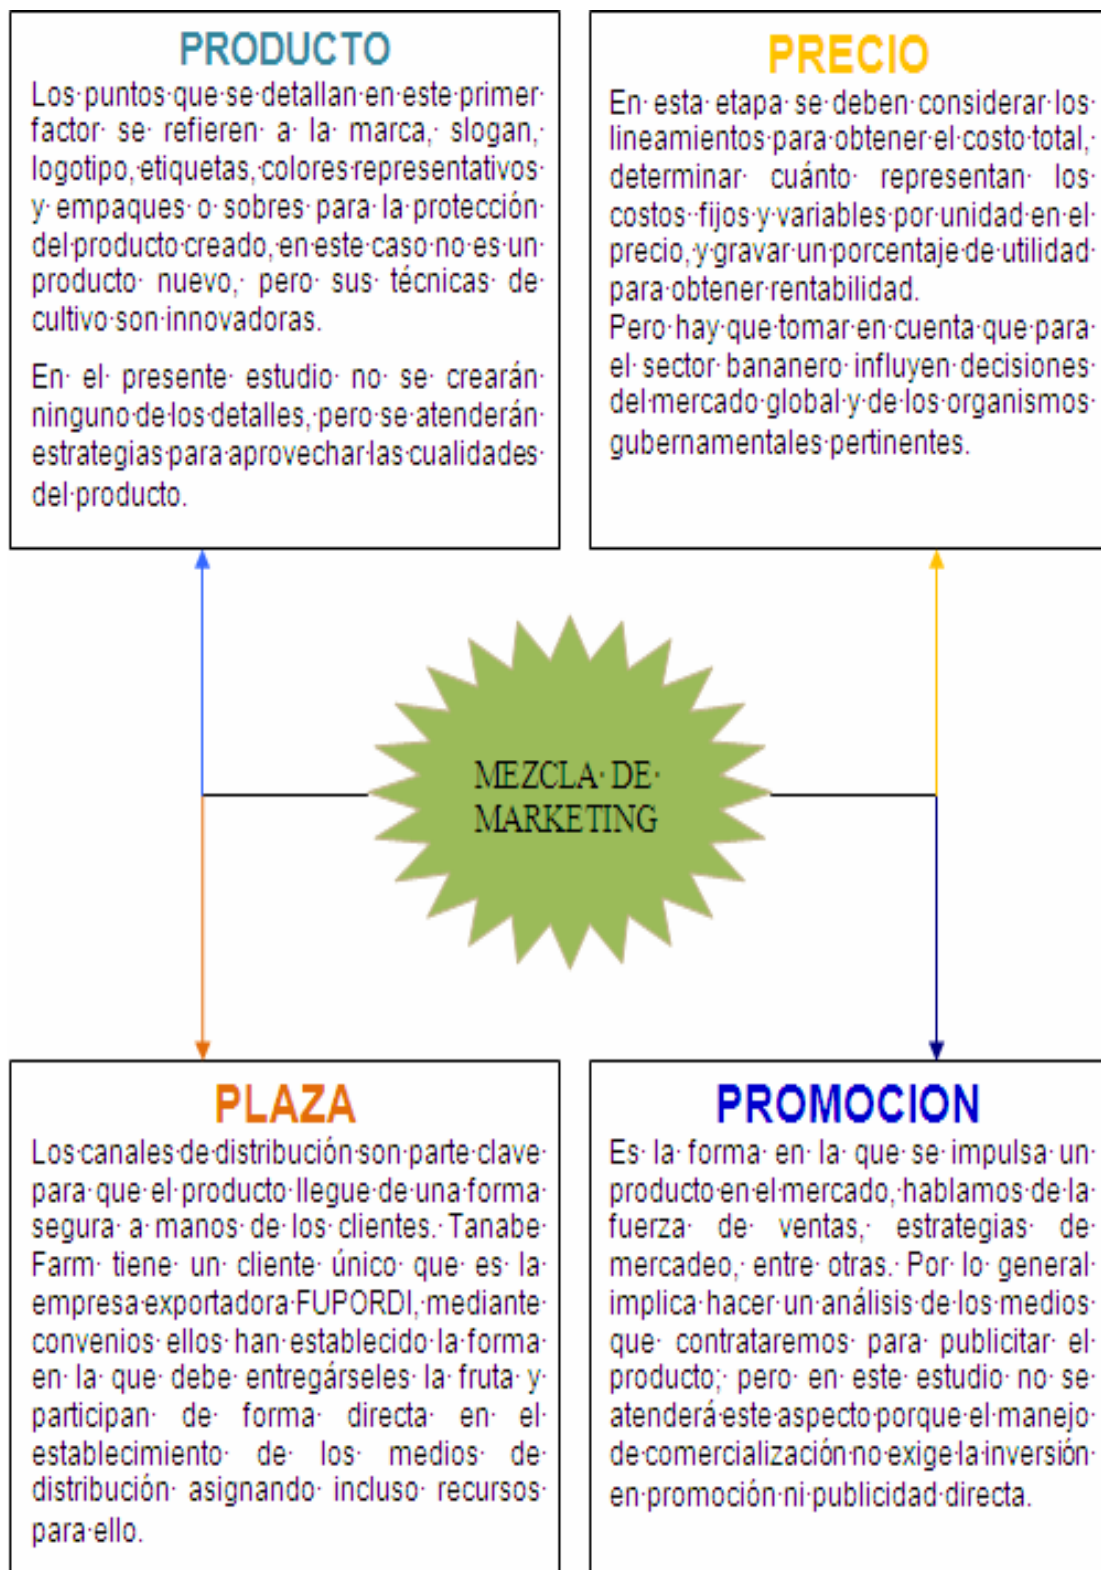 PRODUCTO
Los puntos que se detallan en este primer
factor se refieren a la marca, slogan,
logotipo, etiquetas, colores representativos
y empaques o sobres para la protección
del producto creado, en este caso no es un
producto nuevo, pero sus técnicas de
cultivo son innovadoras.
En el presente estudio no se crearán
ninguno de los detalles, pero se atenderán
estrategias para aprovechar las cualidades
del producto.
PRECIO
En esta etapa se deben considerar los
lineamientos para obtener el costo total,
determinar cuánto representan los
costos fijos y variables por unidad en el
precio, y gravar un porcentaje de utilidad
para obtener rentabilidad.
Pero hay que tomar en cuenta que para
el sector bananero influyen decisiones
del mercado global y de los organismos
gubernamentales pertinentes.
MEZCLA DE
MARKETING
PLAZA
Los canales de distribución son parte clave
para que el producto llegue de una forma
segura a manos de los clientes. Tanabe
Farm tiene un cliente único que es la
empresa exportadora FUPORDI, mediante
convenios ellos han establecido la forma
en la que debe entregárseles la fruta y
participan de forma directa en el
establecimiento de los medios de
distribución asignando incluso recursos
para ello.
PROMOCION
Es la forma en la que se impulsa un
producto en el mercado, hablamos de la
fuerza de ventas, estrategias de
mercadeo, entre otras. Por lo general
implica hacer un análisis de los medios
que contrataremos para publicitar el
producto; pero en este estudio no se
atenderá este aspecto porque el manejo
de comercialización no exige la inversión
en promoción ni publicidad directa.